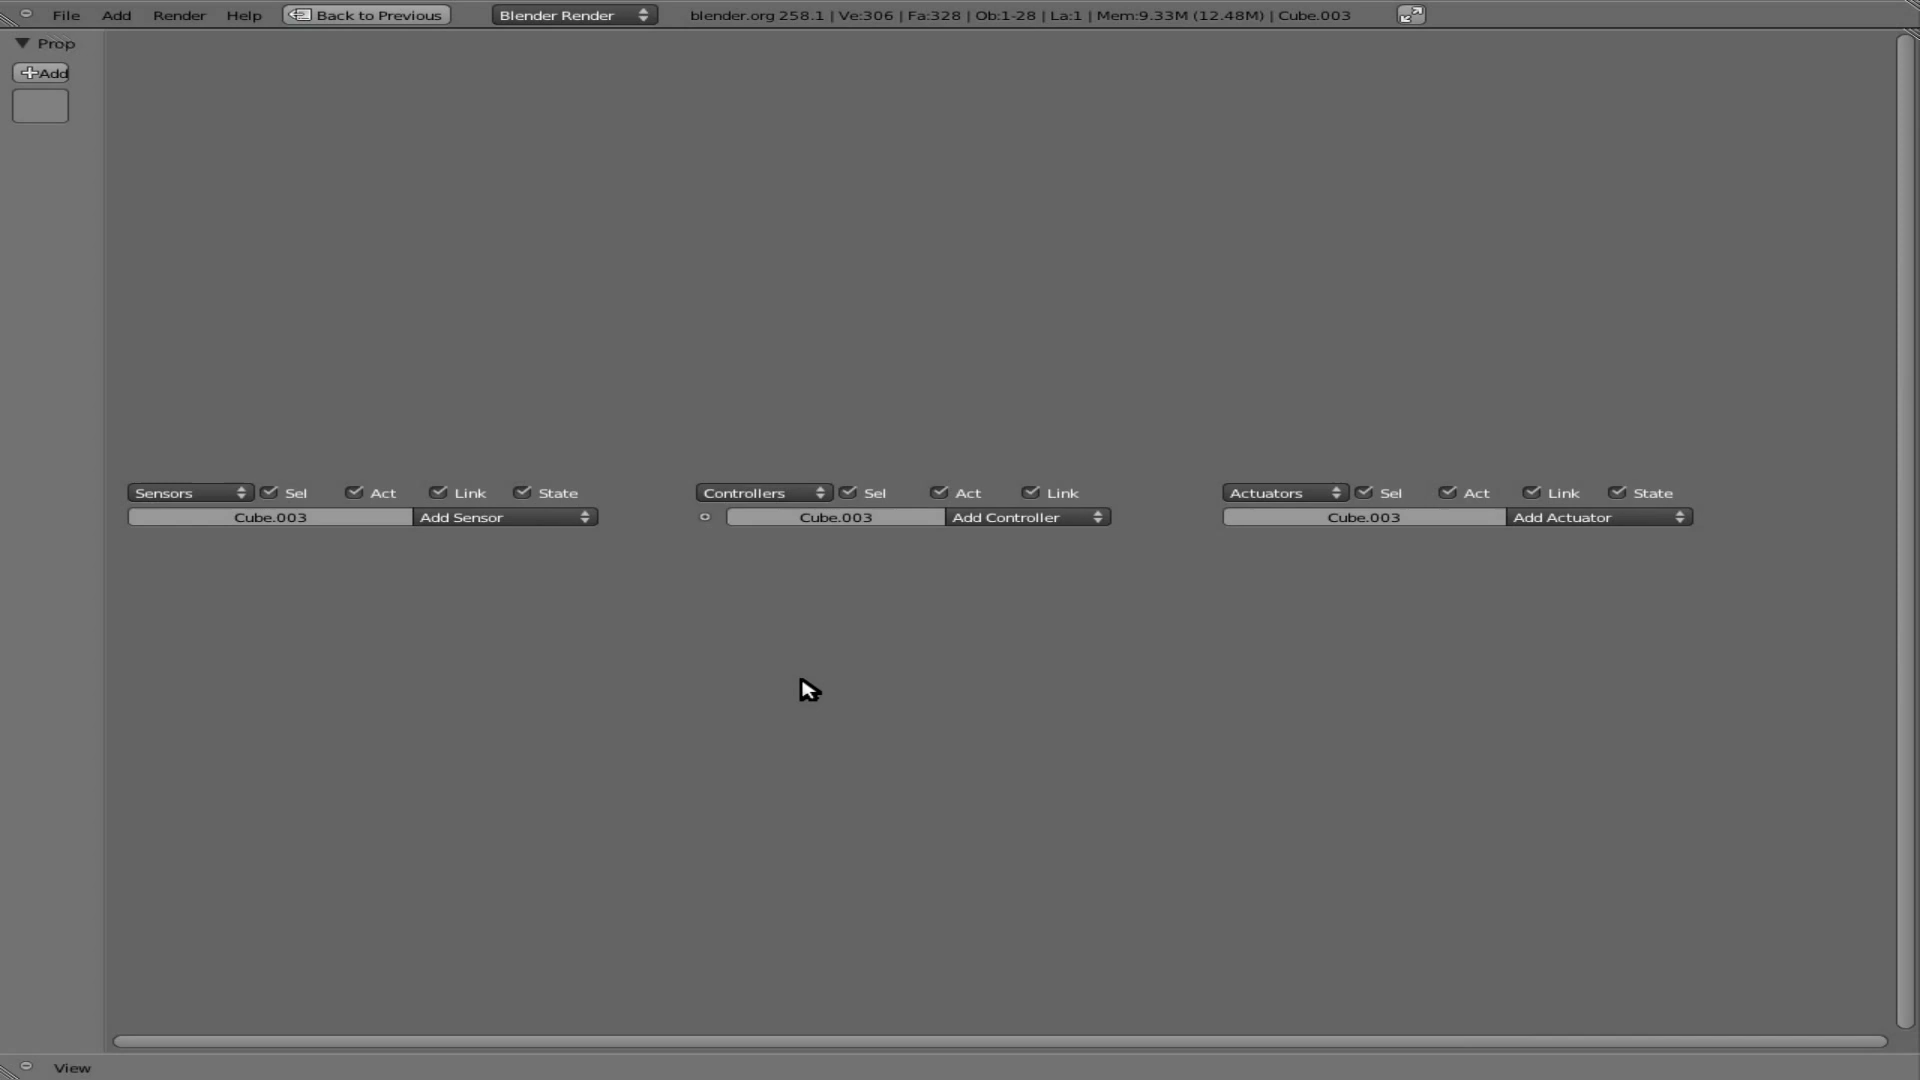 File Add Render Help Back to Previous Blender Render blender.org 258.1 | Ve:306 | Fa:328 | Ob:1-28 | La:1 | Mem:9.33M (12.48M) | Cube.003
Prop
Add
Sensors Sel Act Link State Controllers Sel Act Link Actuators Sel Act Link State
Cube.003 Add Sensor Cube.003 Add Controller Cube.003 Add Actuator
View